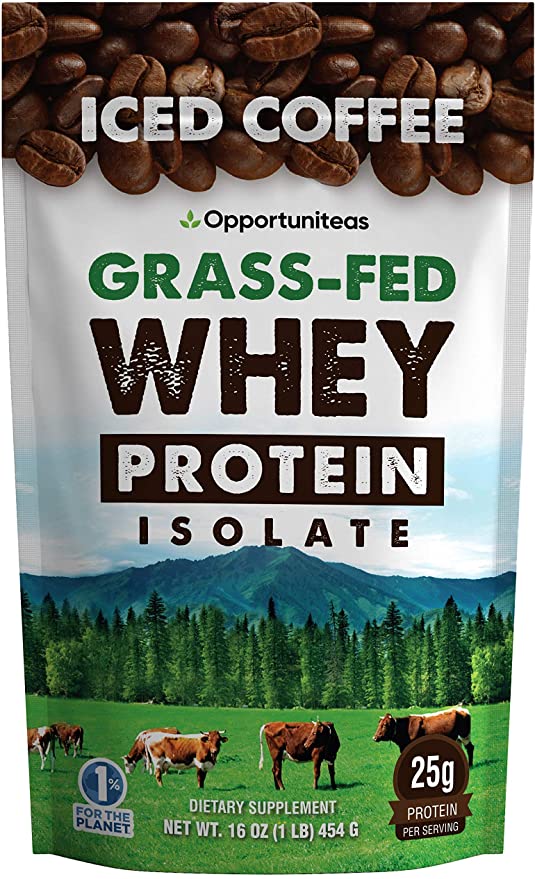 ICED COFFEE
Opportuniteas
GRASS-FED
WHEY
PROTEIN
ISOLATE
1%
FOR THE
PLANET
DIETARY SUPPLEMENT
NET WT. 16 OZ (1 LB) 454 G
25g
PROTEIN
PER SERVING